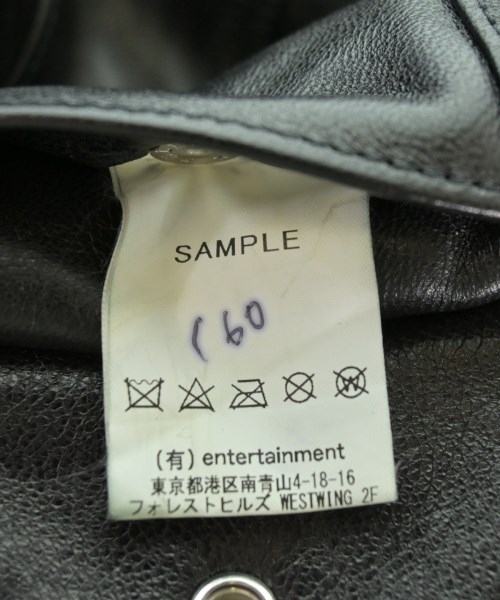 SAMPLE
160
(有) entertainment
東京都港区南青山4-18-16
フォレストヒルズ WESTWING 2F